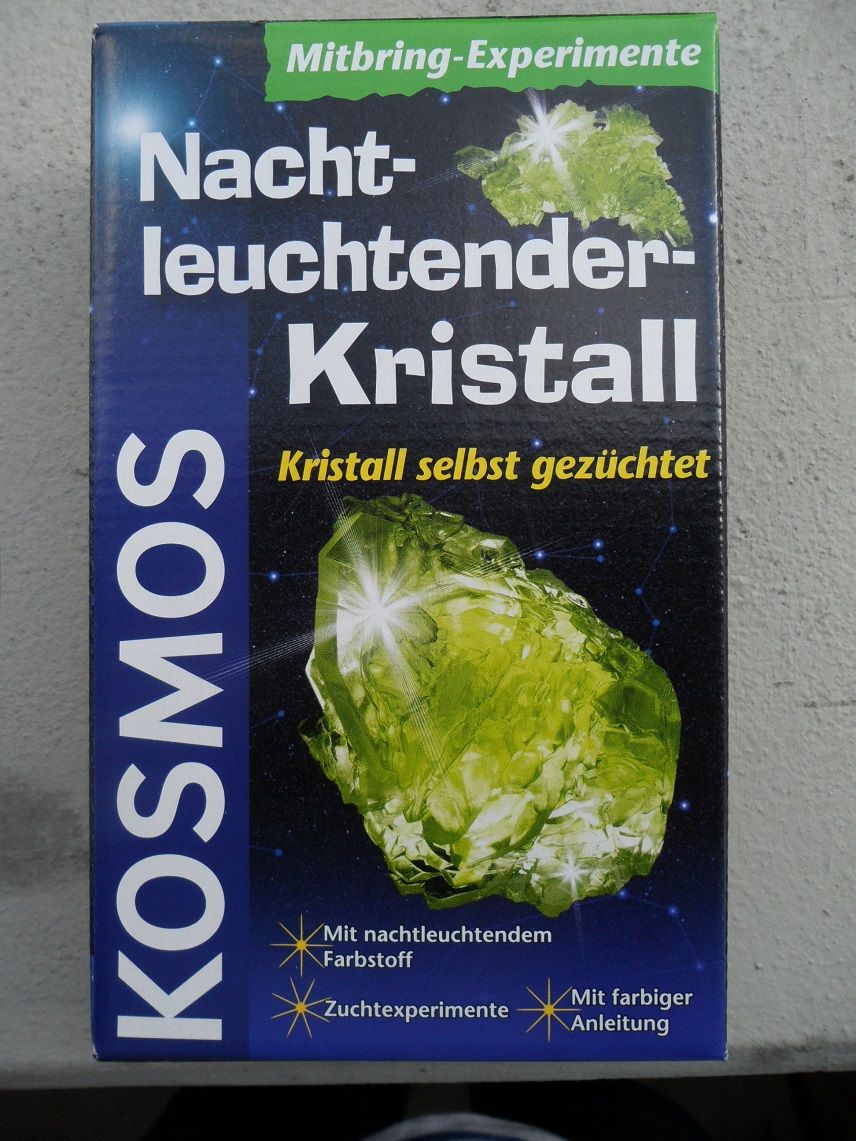 Mitbring-Experimente
Nacht-
leuchtender-
Kristall
Kristall selbst gezüchtet
KOSMOS
Mit nachtleuchtendem
Farbstoff
Zuchtexperimente
Mit farbiger
Anleitung